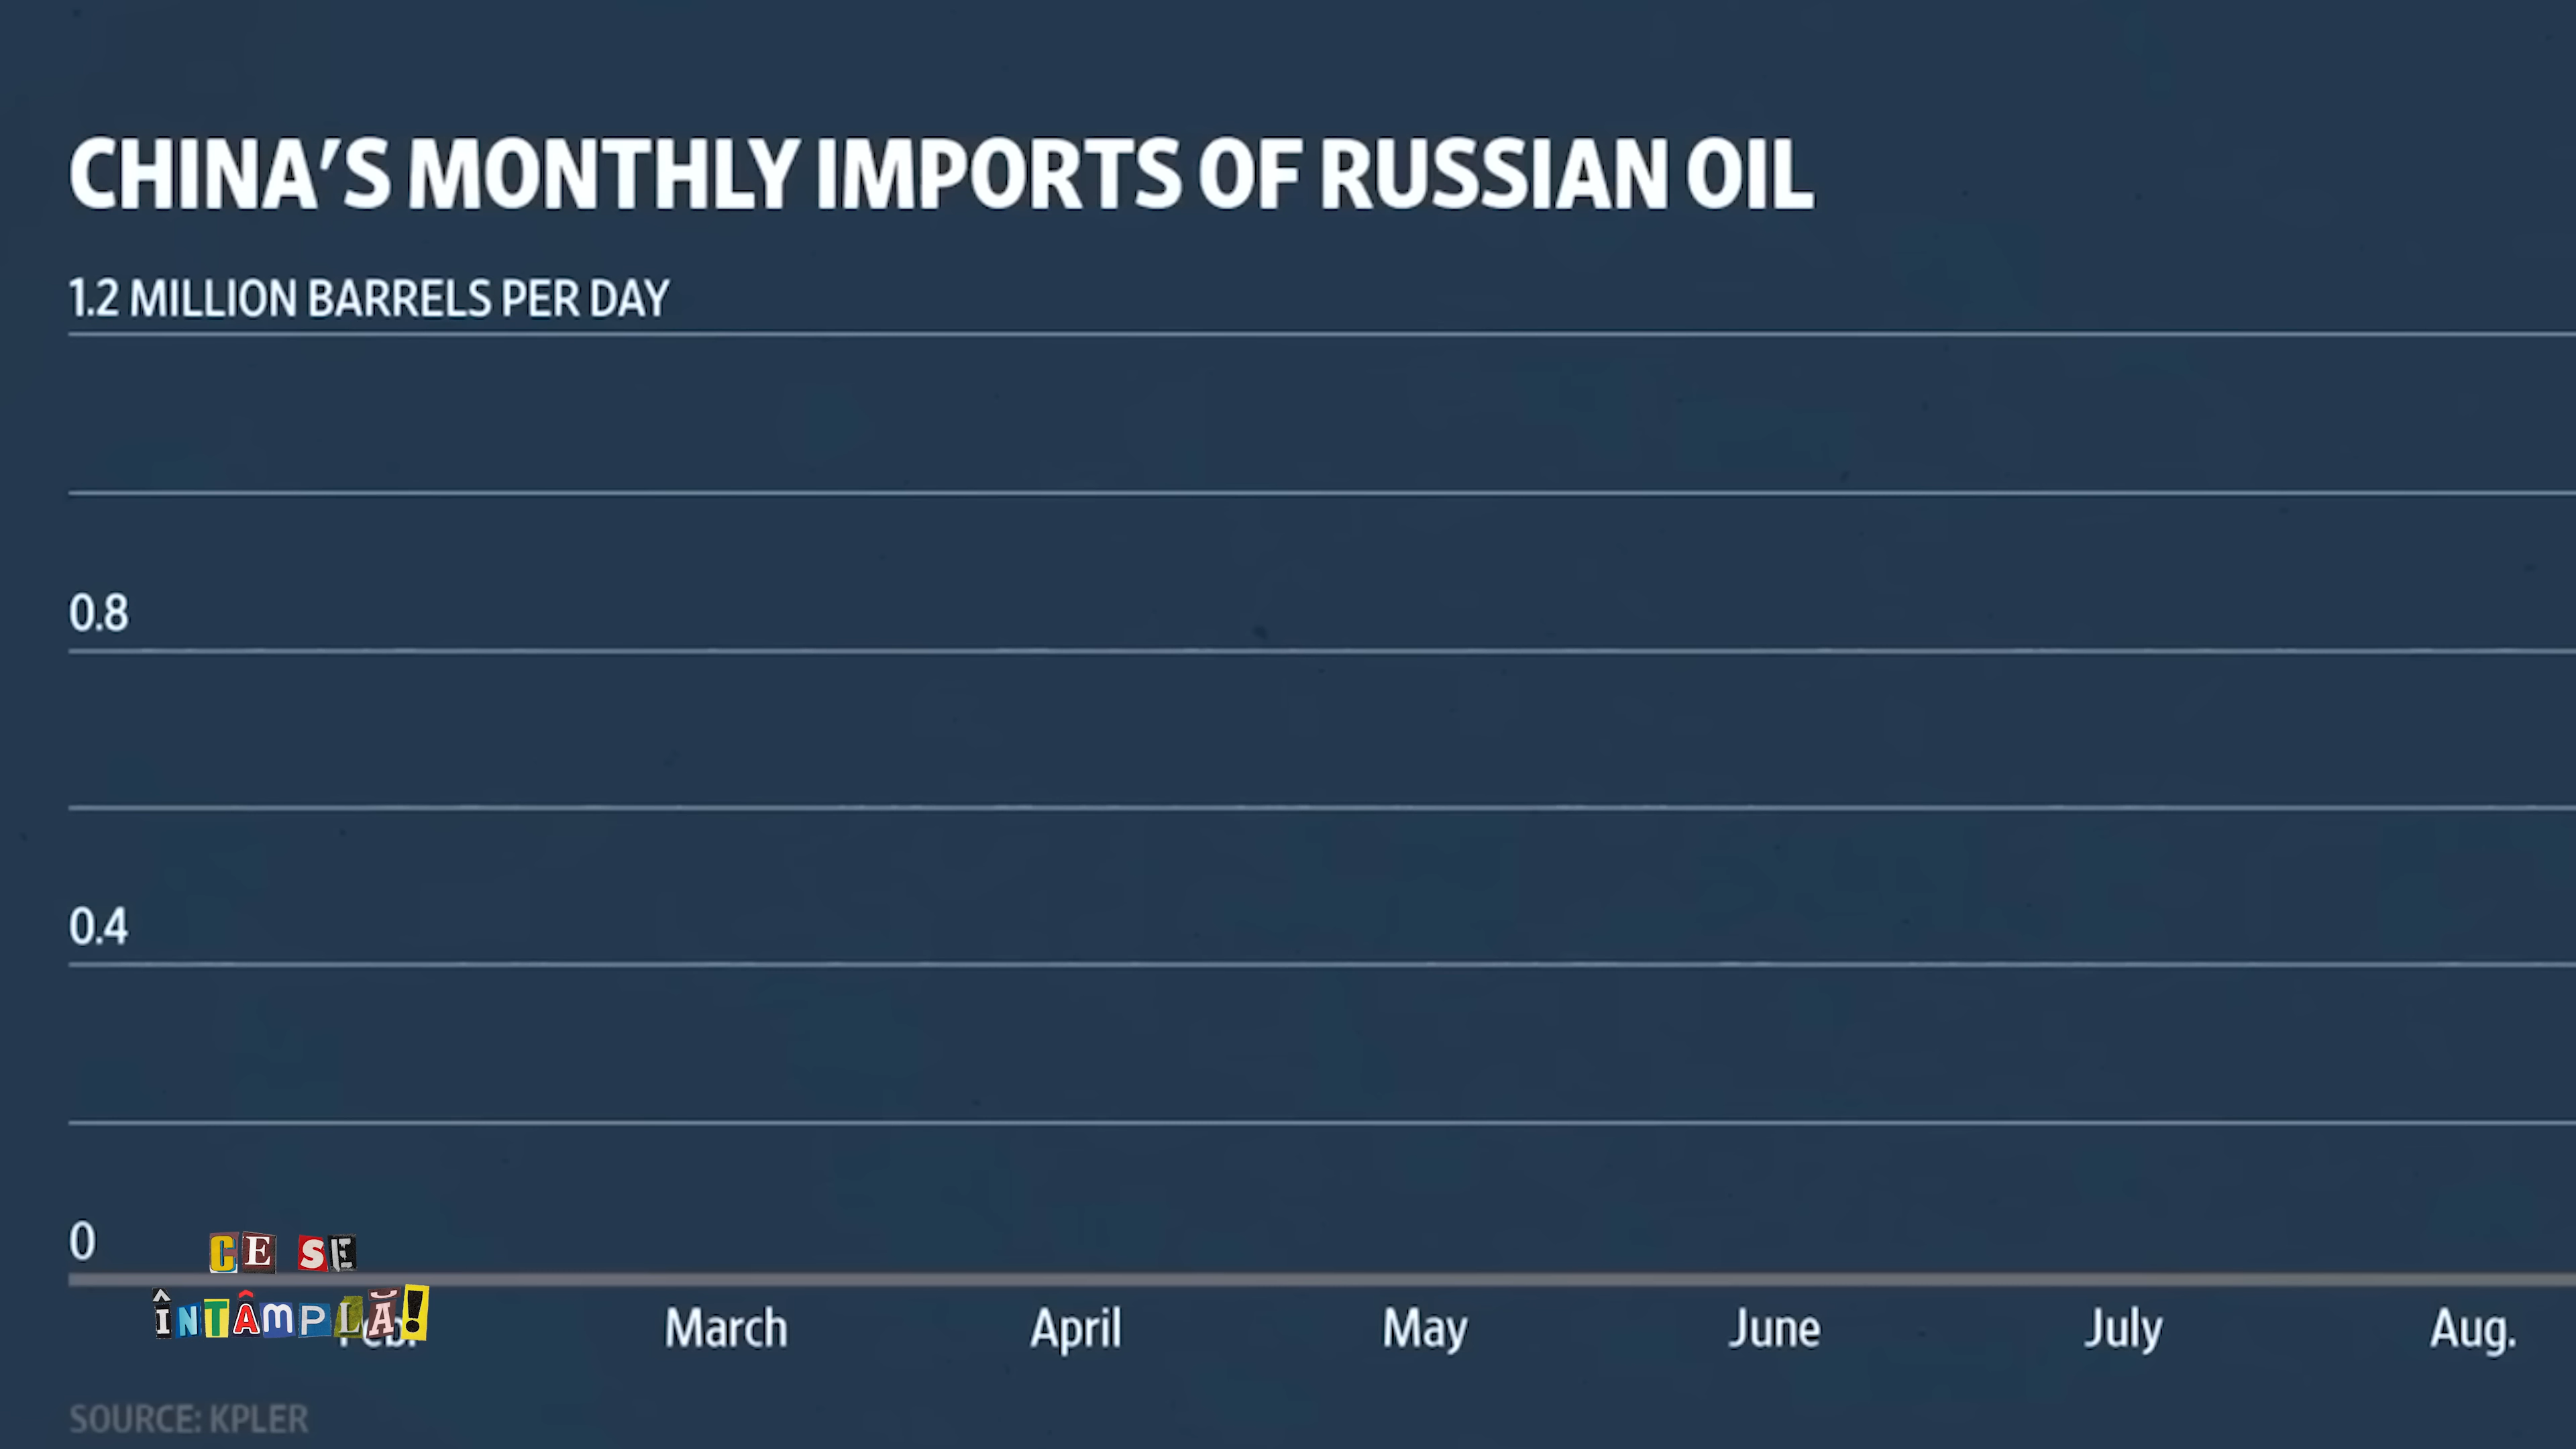 CHINA'S MONTHLY IMPORTS OF RUSSIAN OIL
1.2 MILLION BARRELS PER DAY
0.8
0.4
0
CE SE
ÎNTÂMPLĂ!
Feb. March April May June July Aug.
SOURCE: KPLER